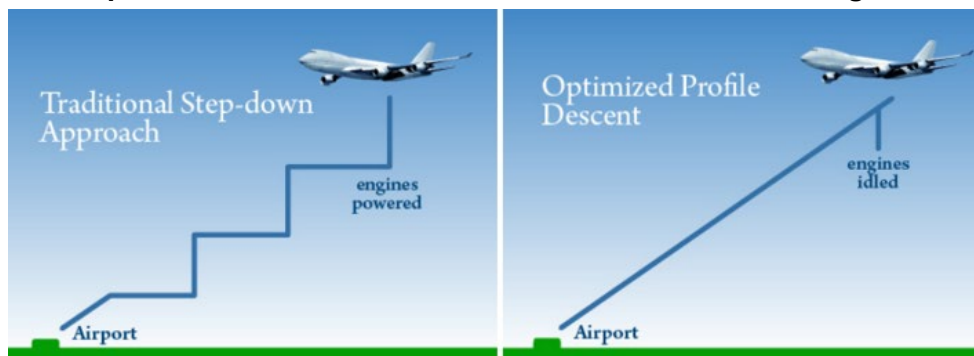 Traditional Step-down
Approach
engines
powered
Airport
Optimized Profile
Descent
engines
idled
Airport